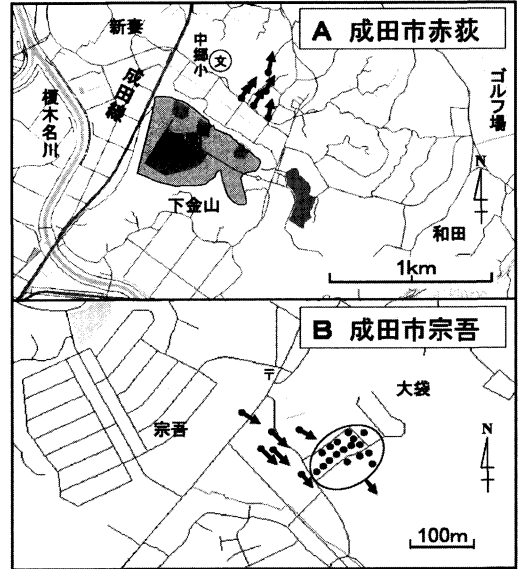 A 成田市赤荻
新妻
中郷小
文
成田線
榎木名川
ゴルフ場
N
下金山
和田
1km
B 成田市宗吾
〒
大袋
宗吾
N
100m